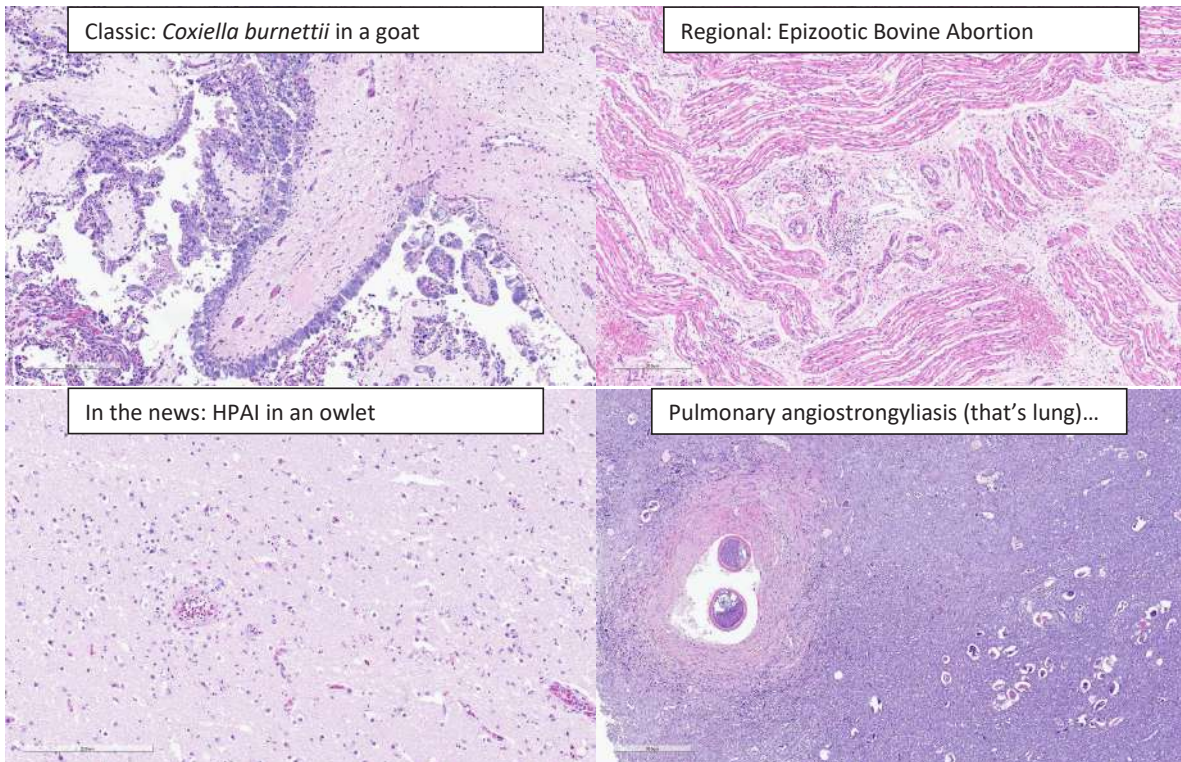 Classic: Coxiella burnettii in a goat
Regional: Epizootic Bovine Abortion
In the news: HPAI in an owlet
Pulmonary angiostrongyliasis (that’s lung)…